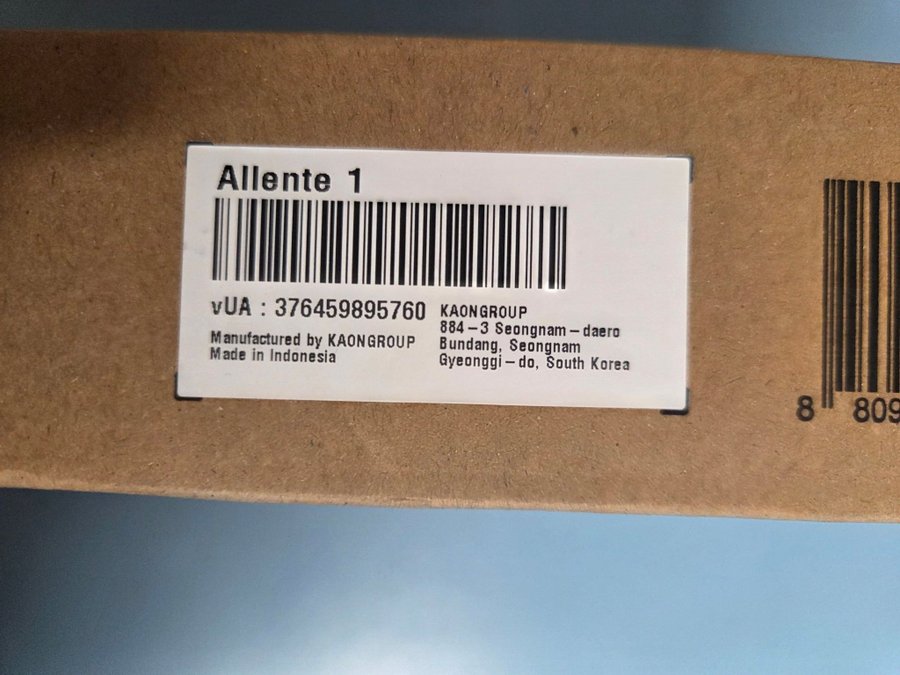 Allente 1
vUA : 376459895760
Manufactured by KAONGROUP
Made in Indonesia
KAONGROUP
884-3 Seongnam-daero
Bundang, Seongnam
Gyeonggi-do, South Korea
8 809